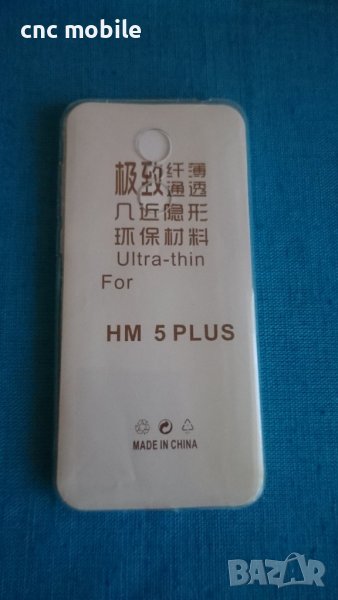 cnc mobile
极致纤薄
通透
几近隐形
环保材料
Ultra-thin
For
HM 5 PLUS
MADE IN CHINA
BAZAR